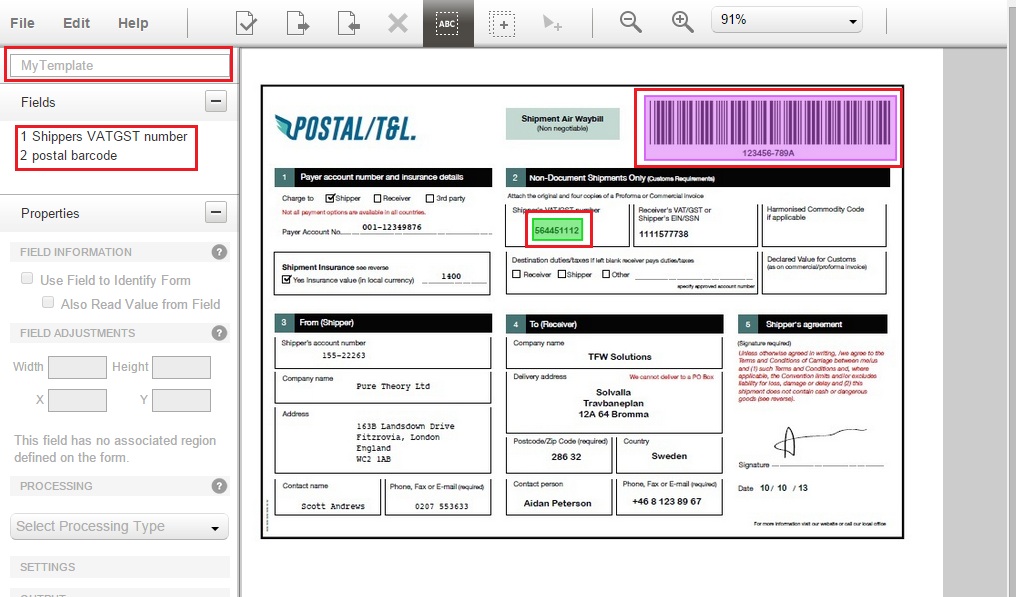 File Edit Help
ABC
91%
MyTemplate
Fields
1 Shippers VATGST number
2 postal barcode
Properties
FIELD INFORMATION ?
Use Field to Identify Form
Also Read Value from Field
FIELD ADJUSTMENTS ?
Width Height
X Y
This field has no associated region
defined on the form.
PROCESSING ?
Select Processing Type
SETTINGS
OUTPUT
POSTAL/T&L.
Shipment Air Waybill
(Non negotiable)
123456-789A
1 Payer account number and insurance details
Charge to Shipper Receiver 3rd party
Not all payment options are available in all countries.
Payer Account No. 001-12349876
Shipment Insurance see reverse
Yes Insurance value (in local currency) 1400
2 Non-Document Shipments Only (Customs Requirements)
Attach the original and four copies of a Proforma or Commercial invoice
Shipper's VAT/GST number
564451112
Receiver's VAT/GST or
Shipper's EIN/SSN
1111577738
Harmonised Commodity Code
if applicable
Destination duties/taxes if left blank receiver pays duties/taxes
Receiver Shipper Other
specify approved account number
Declared Value for Customs
(as on commercial/proforma invoice)
3 From (Shipper)
Shipper's account number
155-22263
Company name
Pure Theory Ltd
Address
163B Landsdown Drive
Fitzrovia, London
England
WC2 1AB
Contact name
Scott Andrews
Phone, Fax or E-mail (required)
0207 553633
4 To (Receiver)
Company name
TFW Solutions
Delivery address We cannot deliver to a PO Box
Solvalla
Travbaneplan
12A 64 Bromma
Postcode/Zip Code (required)
286 32
Country
Sweden
Contact person
Aidan Peterson
Phone, Fax or E-mail (required)
+46 8 123 89 67
5 Shipper's agreement
(Signature required)
Unless otherwise agreed in writing, I/we agree to the
Terms and Conditions of Carriage between me/us
and (1) such Terms and Conditions and, where
applicable, the Convention limits and/or excludes
liability for loss, damage or delay and (2) this
shipment does not contain cash or dangerous
goods (see reverse).
Signature
Date 10/ 10 / 13
For more information visit our website or call our local office